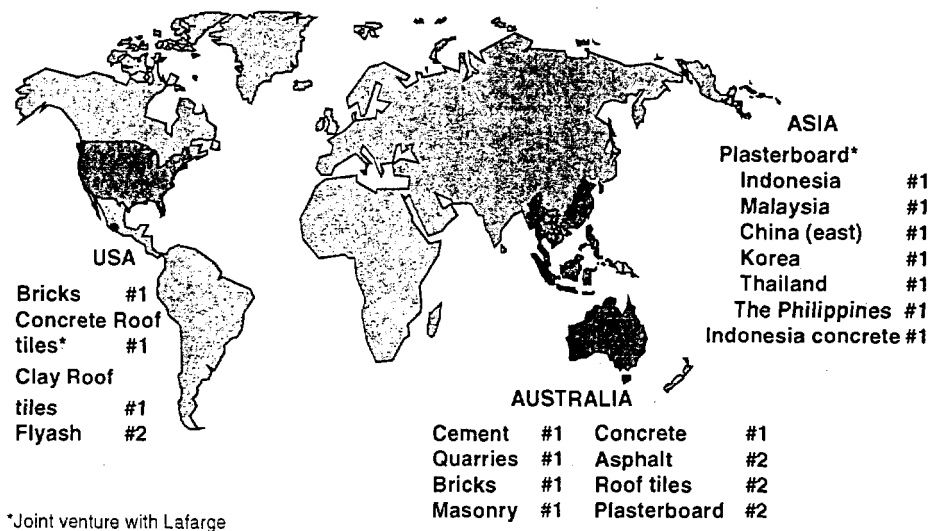 ASIA
Plasterboard*
Indonesia #1
Malaysia #1
China (east) #1
Korea #1
Thailand #1
The Philippines #1
Indonesia concrete #1
USA
Bricks #1
Concrete Roof
tiles* #1
Clay Roof
tiles #1
Flyash #2
AUSTRALIA
Cement #1 Concrete #1
Quarries #1 Asphalt #2
Bricks #1 Roof tiles #2
Masonry #1 Plasterboard #2
*Joint venture with Lafarge